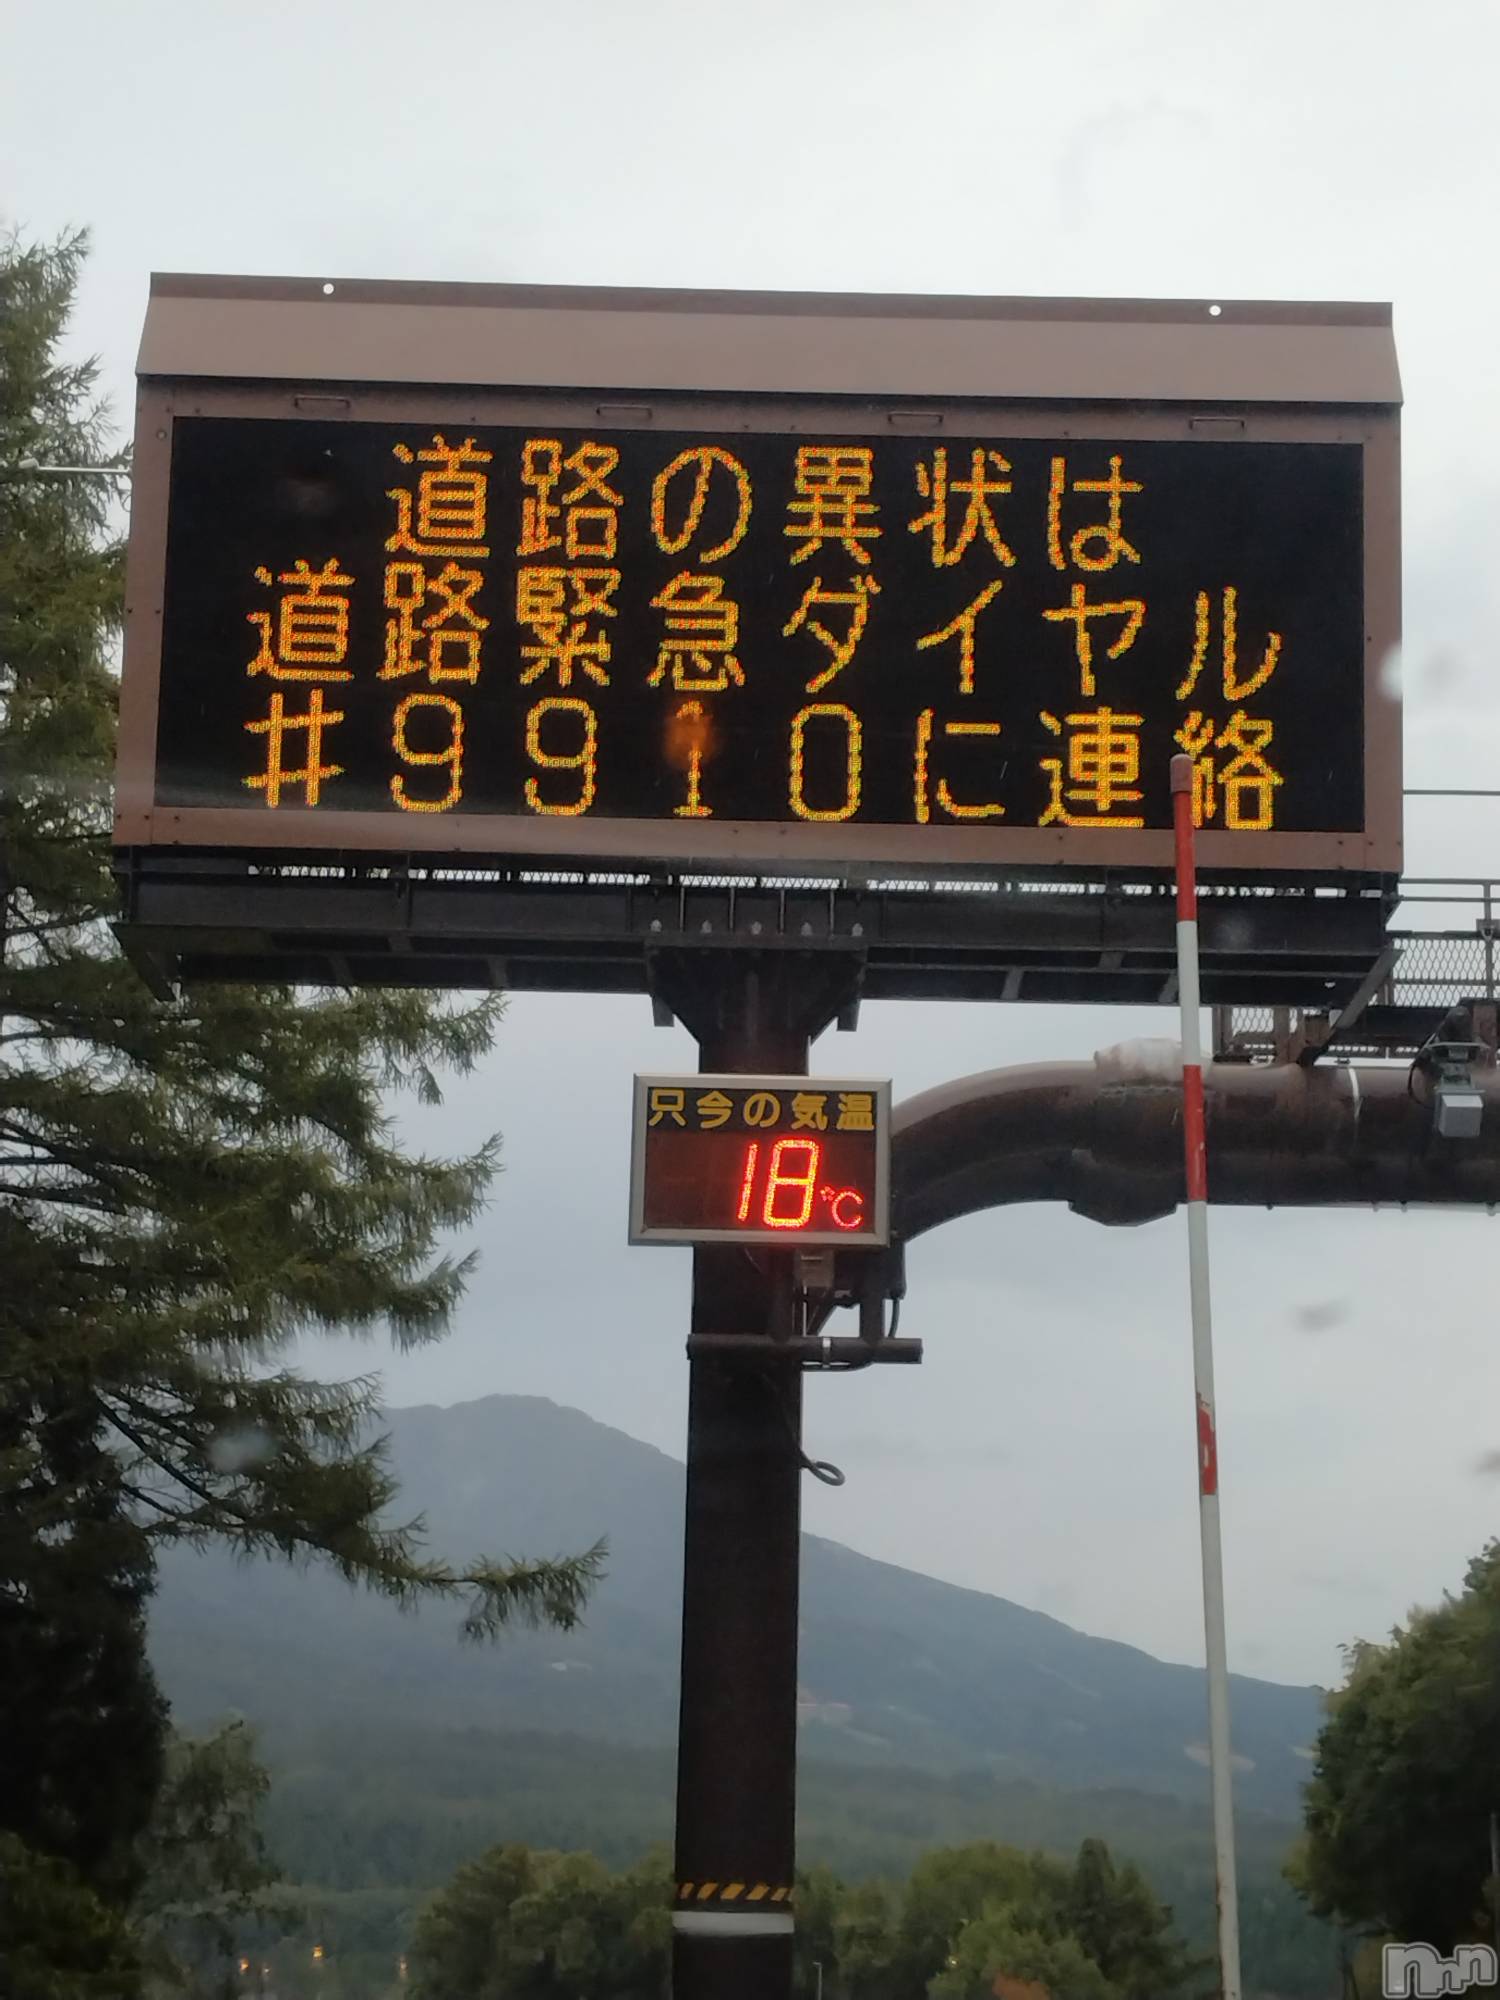 道路の異状は
道路緊急ダイヤル
#9910に連絡
只今の気温
18℃
nnn